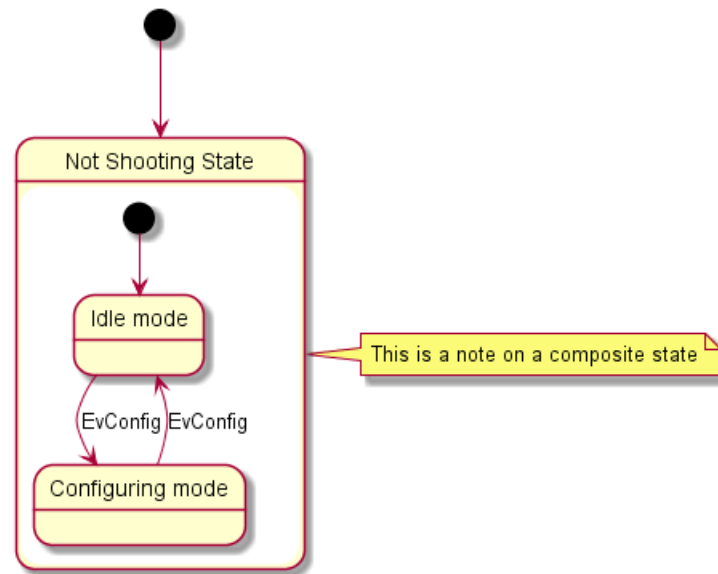 Not Shooting State
Idle mode
This is a note on a composite state
EvConfig EvConfig
Configuring mode